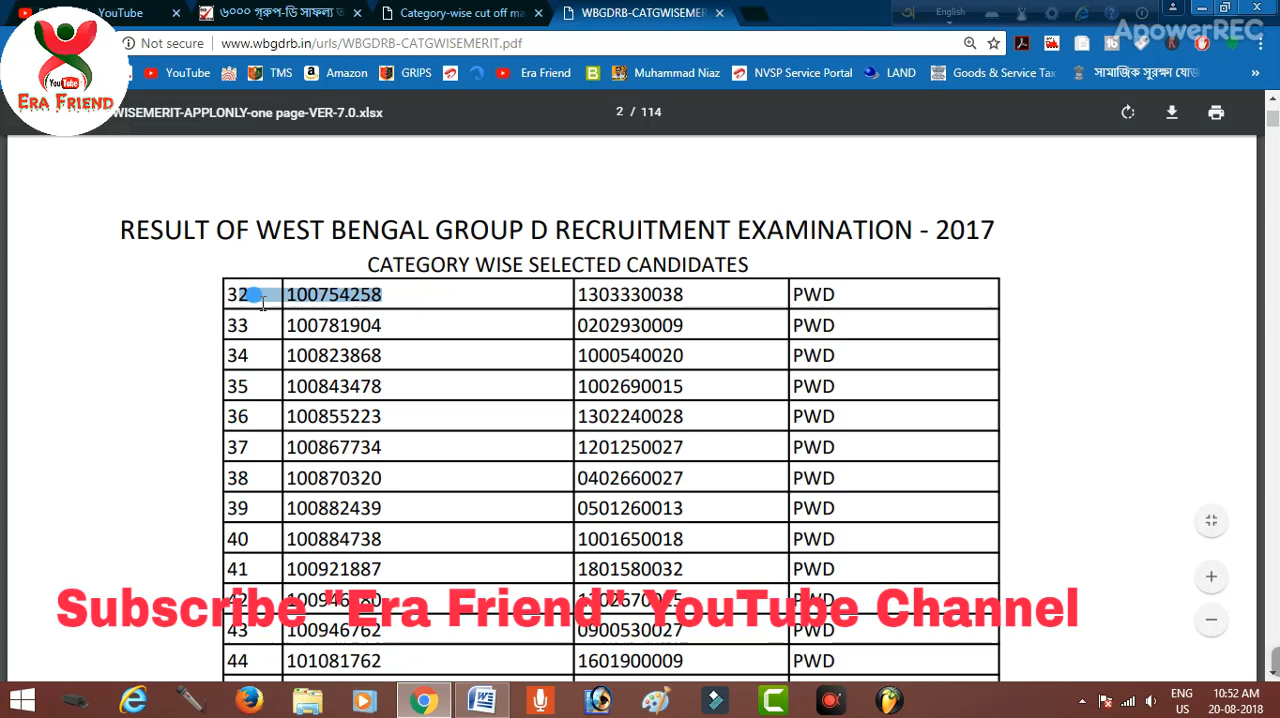 YouTube
৬০০০ গ্রুপ-ডি সাফল্য
Category-wise cut off ma
WBGDRB-CATGWISEMER
English
Not secure www.wbgdrb.in/urls/WBGDRB-CATGWISEMERIT.pdf
ApowerREC
YouTube TMS Amazon GRIPS Era Friend Muhammad Niaz NVSP Service Portal LAND Goods & Service Tax সামাজিক সুরক্ষা যোজ »
YouTube
ERA FRIEND
WISEMERIT-APPLONLY-one page-VER-7.0.xlsx 2 / 114
RESULT OF WEST BENGAL GROUP D RECRUITMENT EXAMINATION - 2017
CATEGORY WISE SELECTED CANDIDATES
32 100754258 1303330038 PWD
33 100781904 0202930009 PWD
34 100823868 1000540020 PWD
35 100843478 1002690015 PWD
36 100855223 1302240028 PWD
37 100867734 1201250027 PWD
38 100870320 0402660027 PWD
39 100882439 0501260013 PWD
40 100884738 1001650018 PWD
41 100921887 1801580032 PWD
42 PWD
Subscribe "Era Friend" YouTube Channel
43 100946762 0900530027 PWD
44 101081762 1601900009 PWD
ENG 10:52 AM
US 20-08-2018